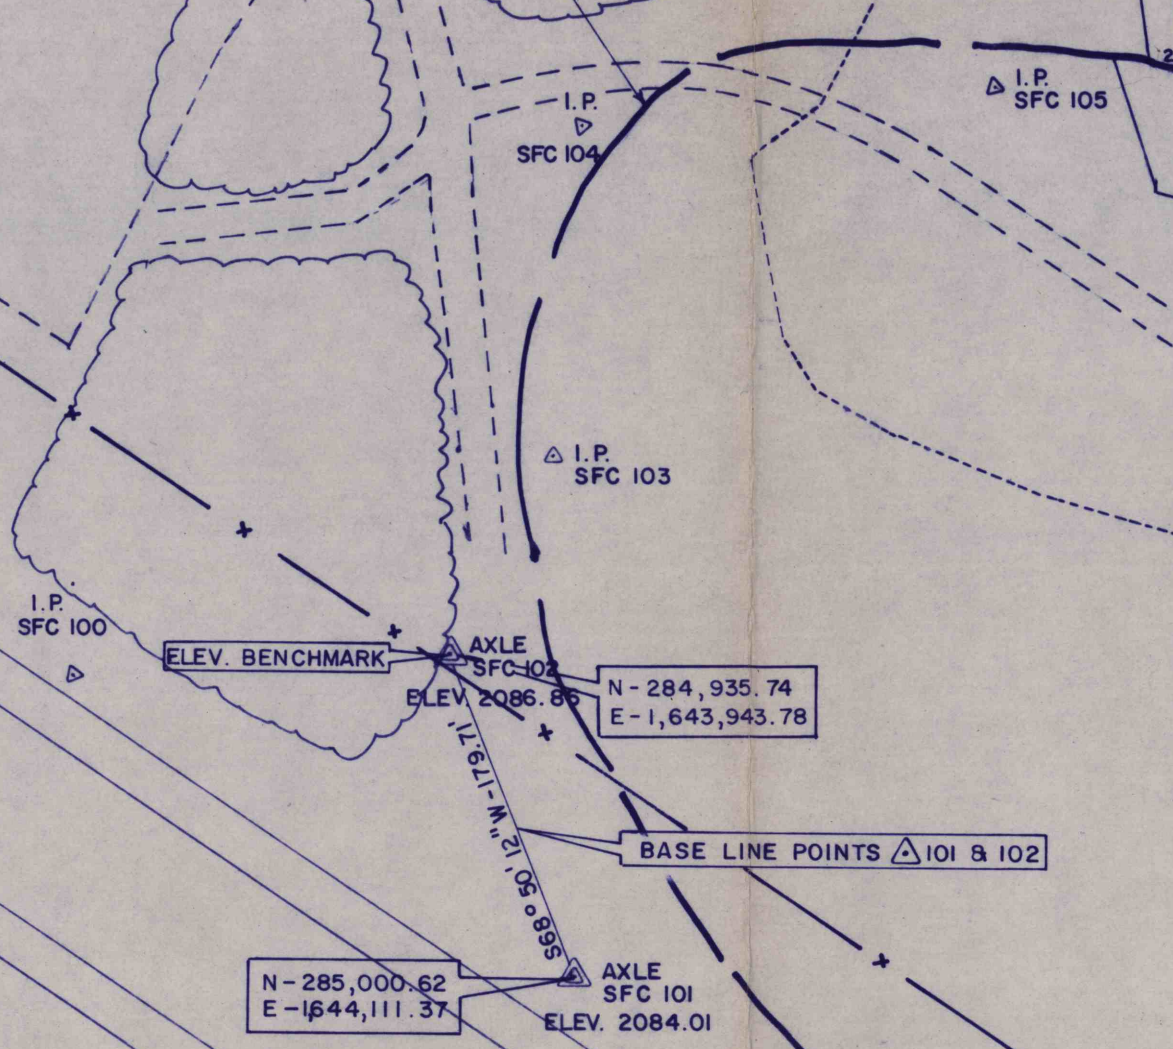 I.P.
SFC 105
I.P.
SFC 104
I.P.
SFC 103
I.P.
SFC 100
ELEV. BENCHMARK
AXLE
SFC 102
ELEV. 2086.86
N-284,935.74
E-1,643,943.78
S68° 50' 12" W-179.71'
BASE LINE POINTS 101 & 102
N-285,000.62
E-1,644,111.37
AXLE
SFC 101
ELEV. 2084.01